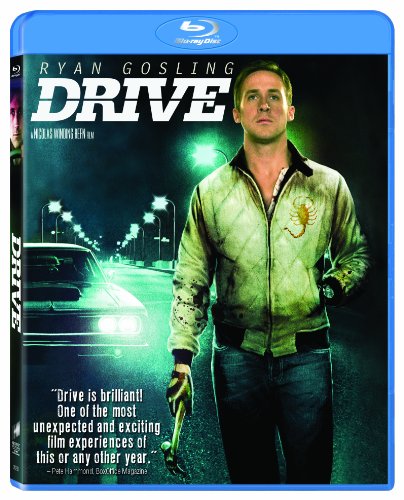 Blu-ray Disc
RYAN GOSLING
DRIVE
A NICOLAS WINDING REFN FILM
DRIVE
"Drive is brilliant!
One of the most
unexpected and exciting
film experiences of
this or any other year."
– Pete Hammond, BoxOffice Magazine